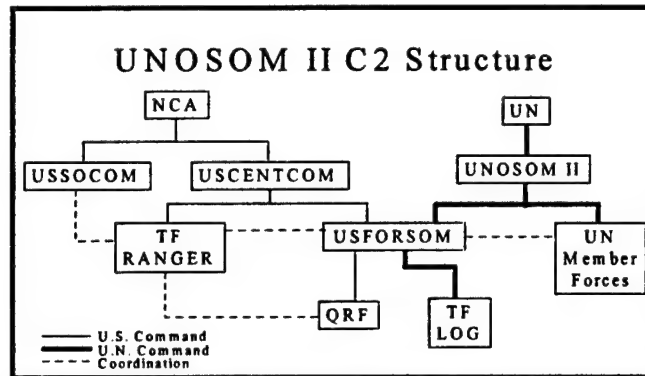 UNOSOM II C2 Structure
NCA
UN
USSOCOM
USCENTCOM
UNOSOM II
TF
RANGER
USFORSOM
UN
Member
Forces
QRF
TF
LOG
U.S. Command
U.N. Command
Coordination